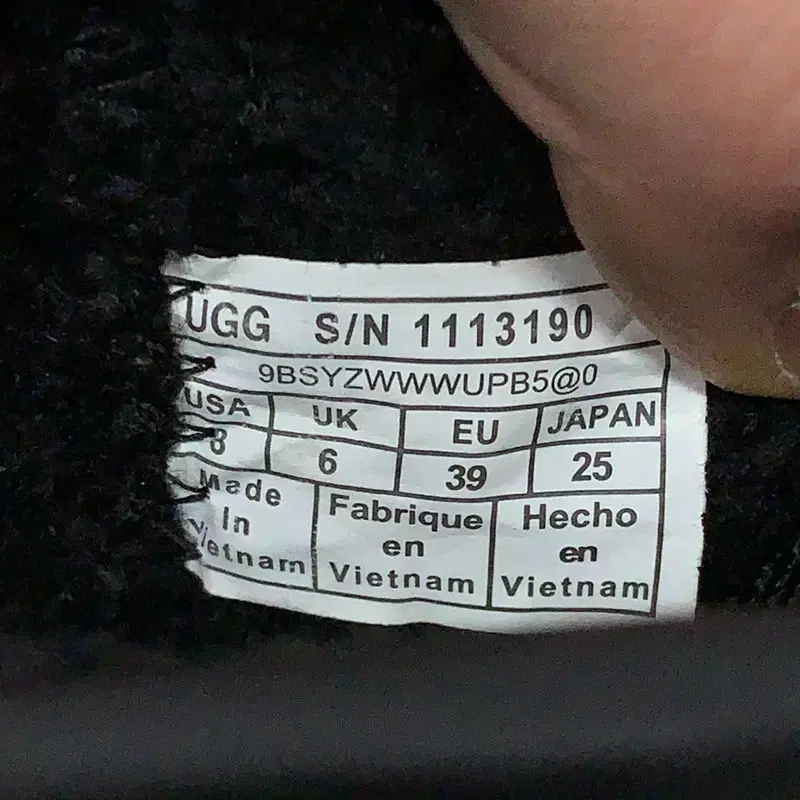 UGG S/N 1113190
9BSYZWWWUPB5@0
USA UK EU JAPAN
8 6 39 25
Made In Vietnam
Fabrique en Vietnam
Hecho en Vietnam